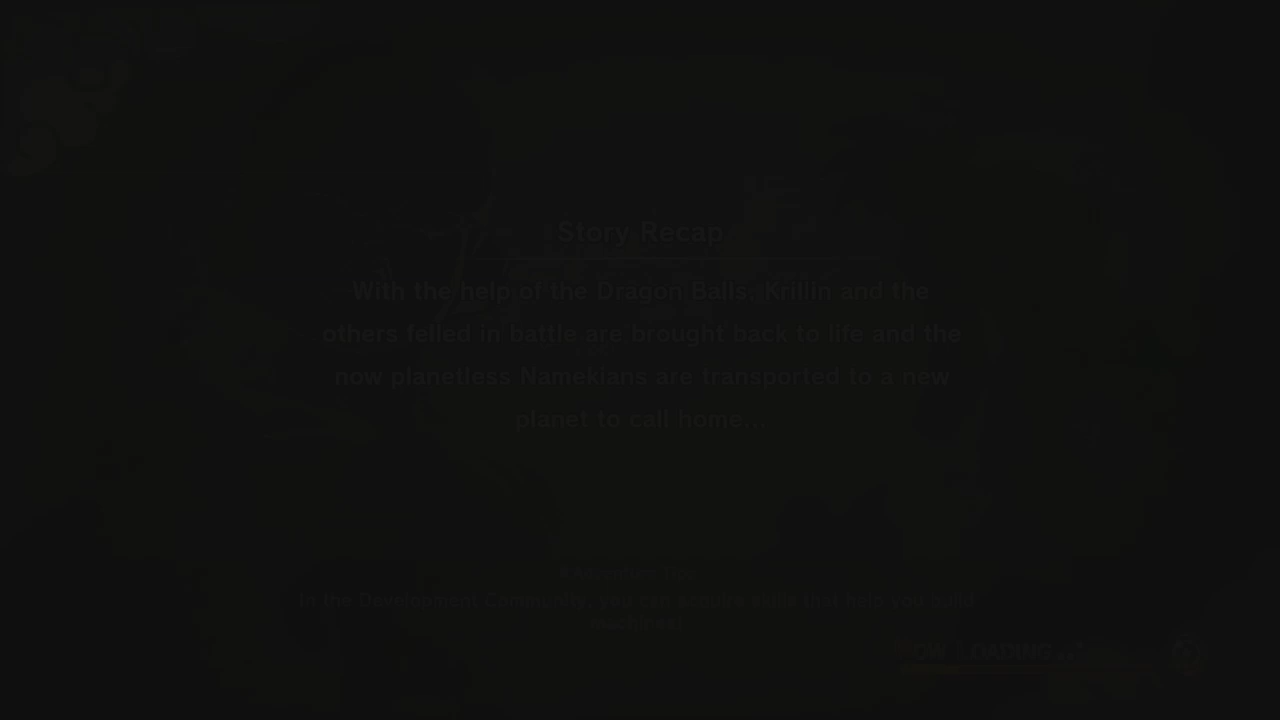 Story Recap
With the help of the Dragon Balls, Krillin and the
others felled in battle are brought back to life and the
now planetless Namekians are transported to a new
planet to call home...
Adventure Tips
In the Development Community, you can acquire skills that help you build
machines!
NOW LOADING